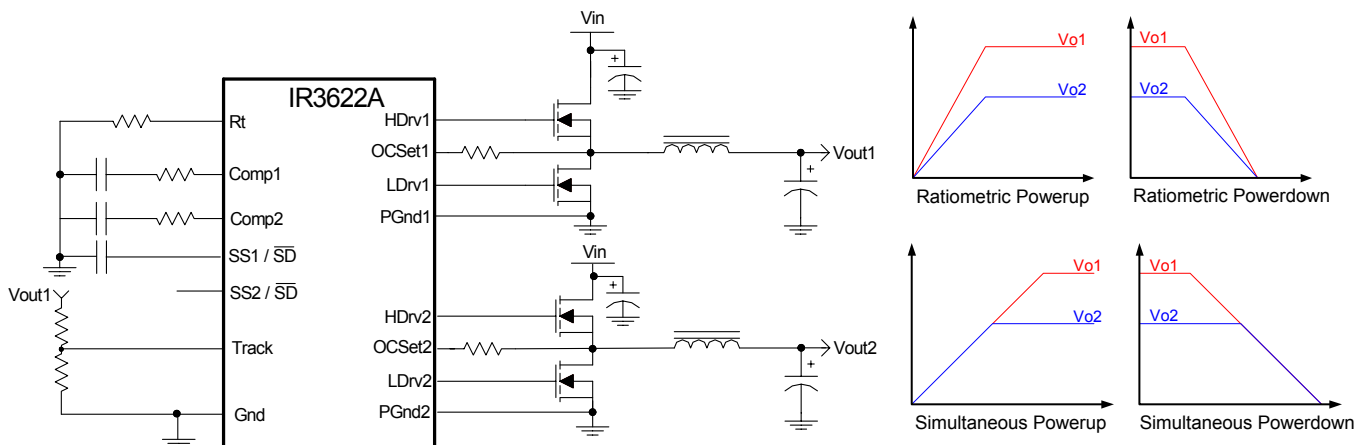 IR3622A
Rt
Comp1
Comp2
SS1 / SD
SS2 / SD
Vout1
Track
Gnd
HDrv1
OCSet1
LDrv1
PGnd1
HDrv2
OCSet2
LDrv2
PGnd2
Vin
+
+
Vout1
Vin
+
+
Vout2
Vo1
Vo2
Ratiometric Powerup
Vo1
Vo2
Ratiometric Powerdown
Vo1
Vo2
Simultaneous Powerup
Vo1
Vo2
Simultaneous Powerdown